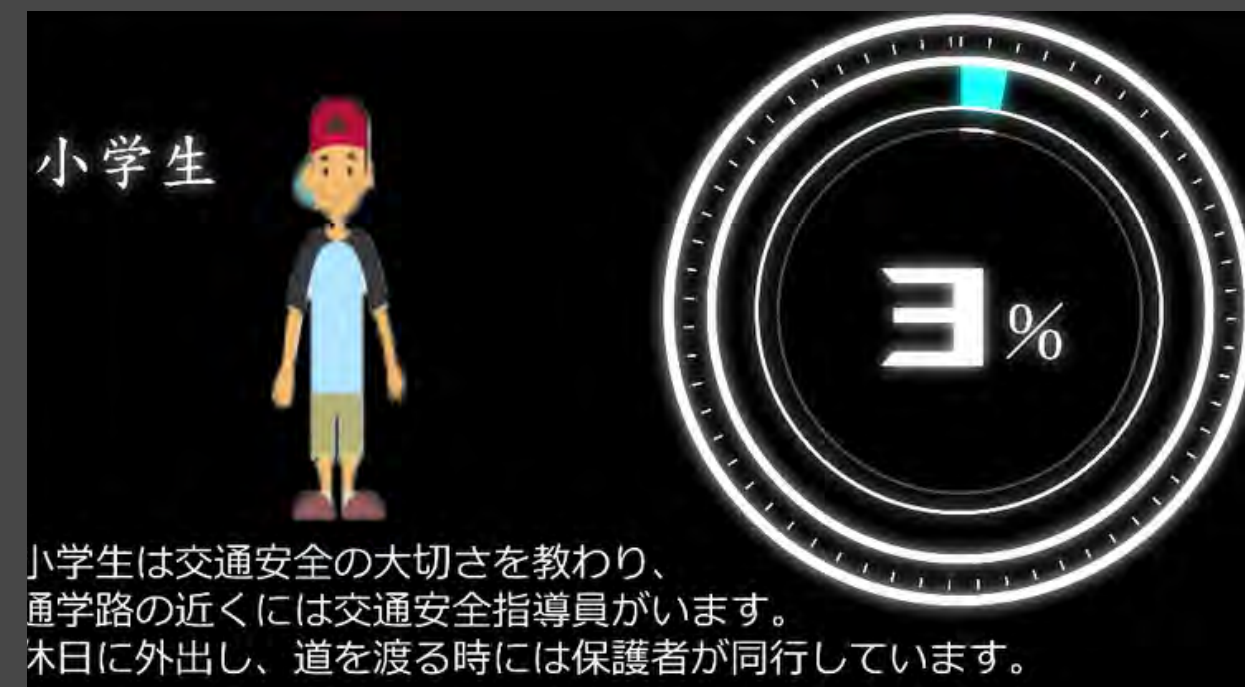 小学生
3%
小学生は交通安全の大切さを教わり、
通学路の近くには交通安全指導員がいます。
休日に外出し、道を渡る時には保護者が同行しています。